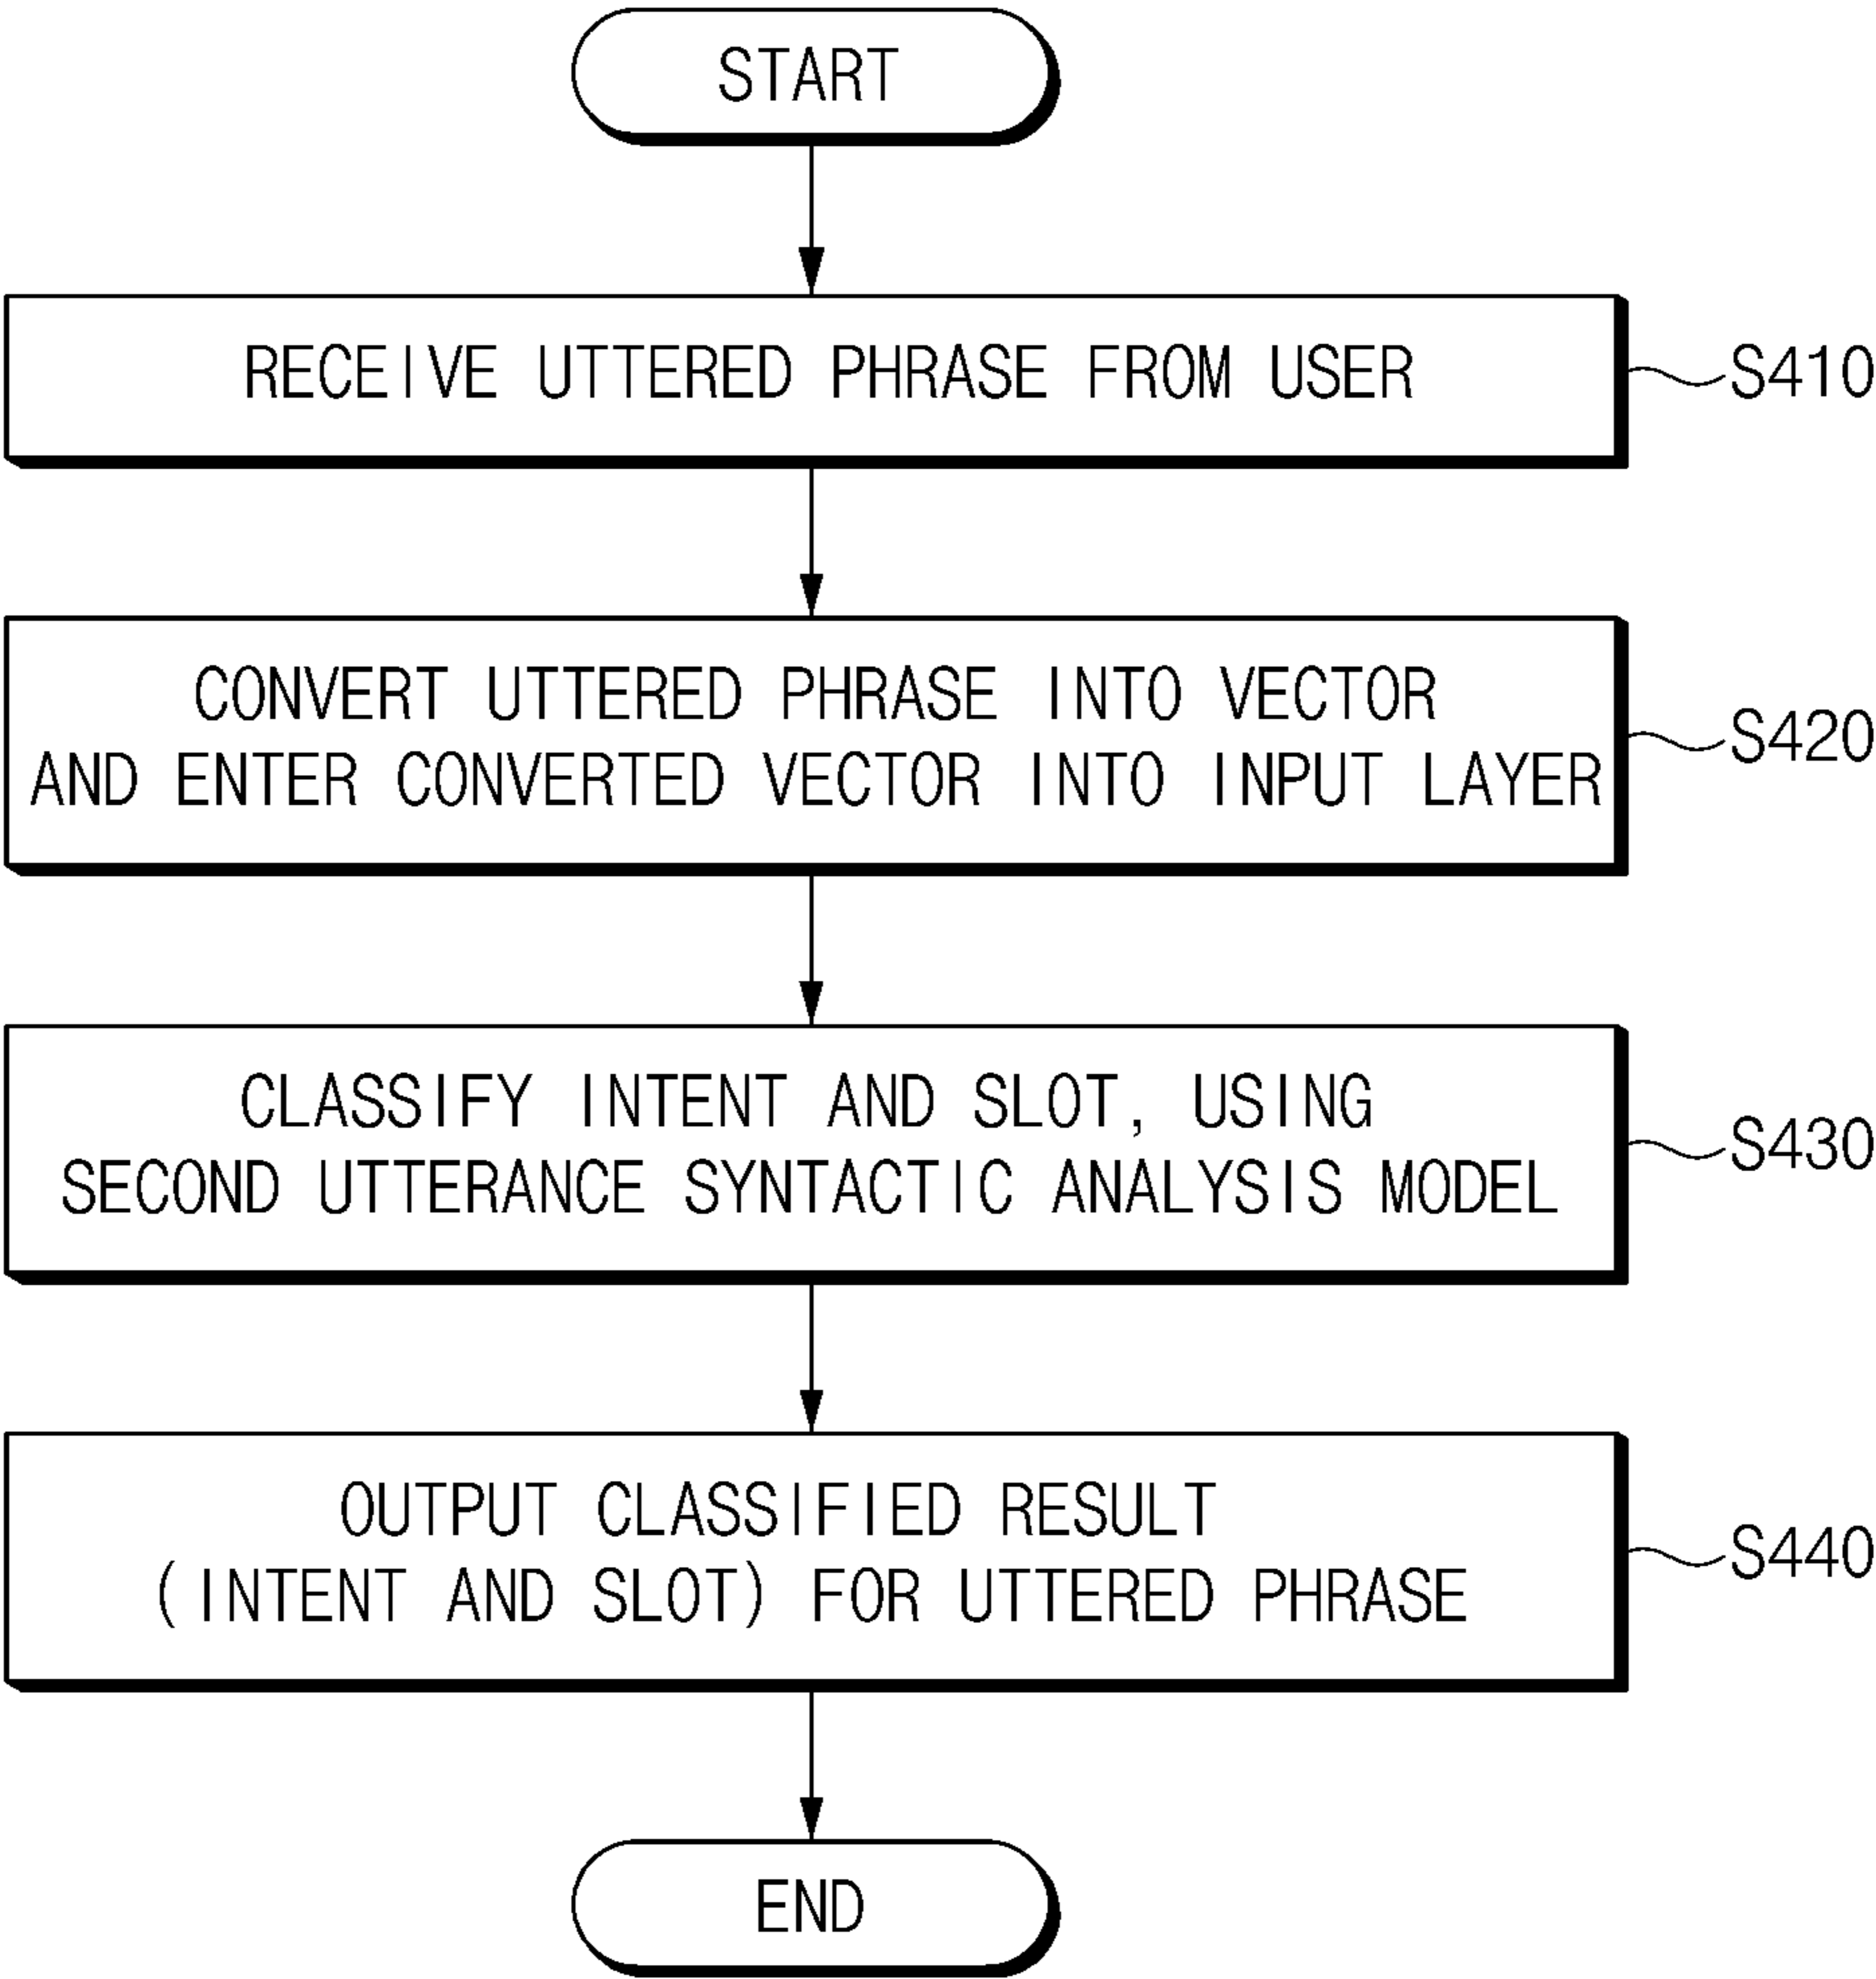 START
RECEIVE UTTERED PHRASE FROM USER
S410
CONVERT UTTERED PHRASE INTO VECTOR
AND ENTER CONVERTED VECTOR INTO INPUT LAYER
S420
CLASSIFY INTENT AND SLOT, USING
SECOND UTTERANCE SYNTACTIC ANALYSIS MODEL
S430
OUTPUT CLASSIFIED RESULT
(INTENT AND SLOT) FOR UTTERED PHRASE
S440
END